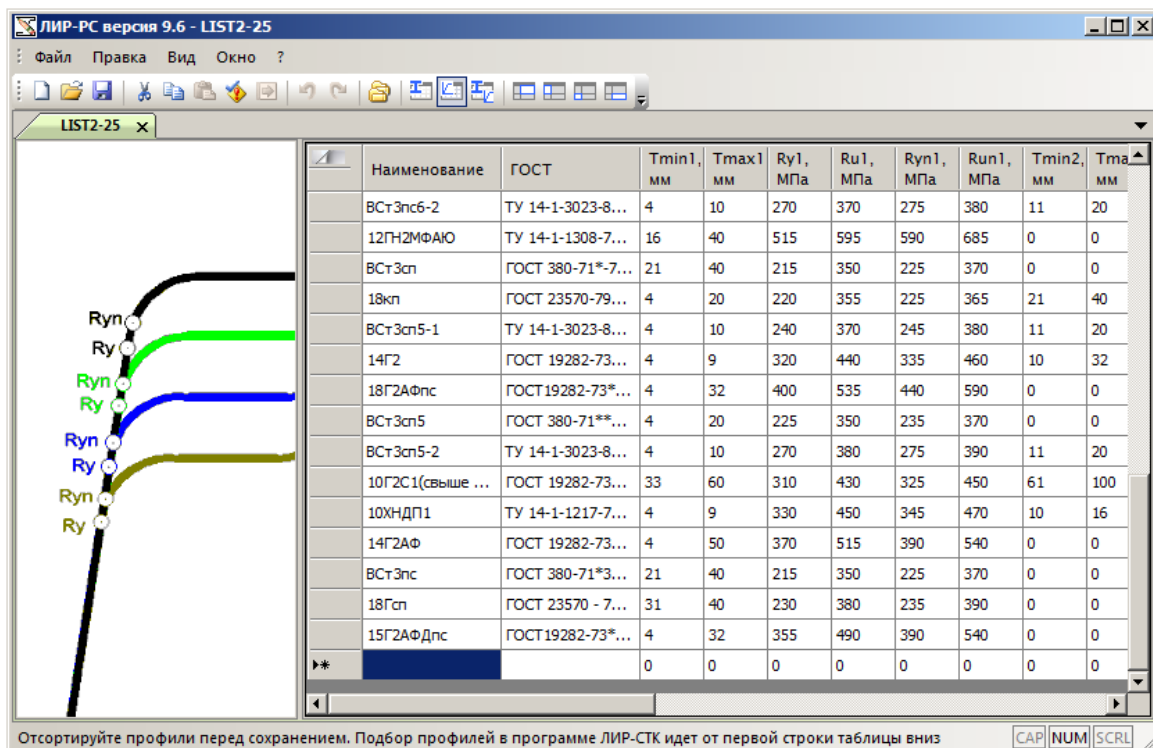 ЛИР-РС версия 9.6 - LIST2-25
Файл Правка Вид Окно ?
LIST2-25 x
Наименование ГОСТ Tmin1, мм Tmax1 мм Ry1, МПа Ru1, МПа Ryn1, МПа Run1, МПа Tmin2, мм Tma мм
ВСт3пс6-2 ТУ 14-1-3023-8... 4 10 270 370 275 380 11 20
12ГН2МФАЮ ТУ 14-1-1308-7... 16 40 515 595 590 685 0 0
ВСт3сп ГОСТ 380-71*-7... 21 40 215 350 225 370 0 0
18кп ГОСТ 23570-79... 4 20 220 355 225 365 21 40
ВСт3сп5-1 ТУ 14-1-3023-8... 4 10 240 370 245 380 11 20
14Г2 ГОСТ 19282-73... 4 9 320 440 335 460 10 32
18Г2АФпс ГОСТ19282-73*... 4 32 400 535 440 590 0 0
ВСт3сп5 ГОСТ 380-71**... 4 20 225 350 235 370 0 0
ВСт3сп5-2 ТУ 14-1-3023-8... 4 10 270 380 275 390 11 20
10Г2С1(свыше ... ГОСТ 19282-73... 33 60 310 430 325 450 61 100
10ХНДП1 ТУ 14-1-1217-7... 4 9 330 450 345 470 10 16
14Г2АФ ГОСТ 19282-73... 4 50 370 515 390 540 0 0
ВСт3пс ГОСТ 380-71*3... 21 40 215 350 225 370 0 0
18Гсп ГОСТ 23570 - 7... 31 40 230 380 235 390 0 0
15Г2АФДпс ГОСТ19282-73*... 4 32 355 490 390 540 0 0
0 0 0 0 0 0 0 0
Ryn
Ry
Ryn
Ry
Ryn
Ry
Ryn
Ry
Отсортируйте профили перед сохранением. Подбор профилей в программе ЛИР-СТК идет от первой строки таблицы вниз CAP NUM SCRL